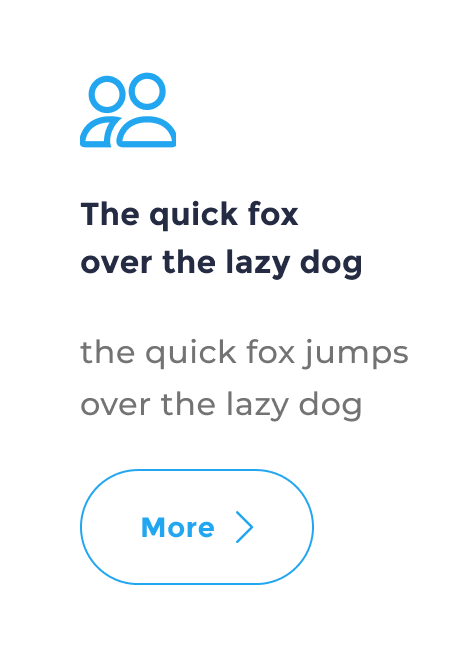 The quick fox
over the lazy dog
the quick fox jumps
over the lazy dog
More